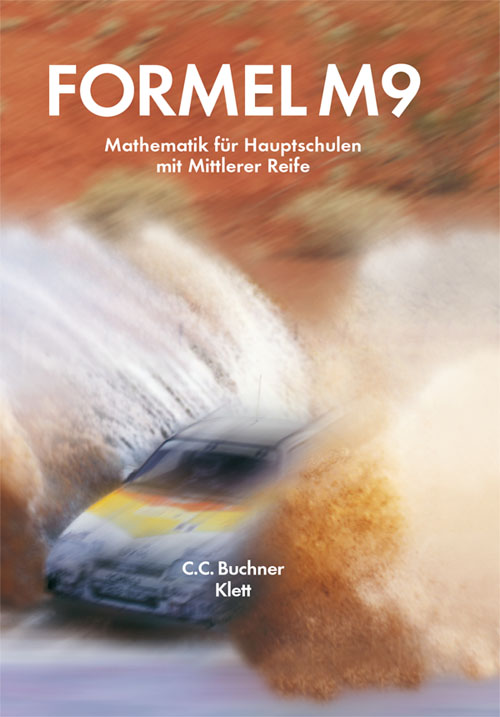 FORMEL M9
Mathematik für Hauptschulen
mit Mittlerer Reife
C.C. Buchner
Klett